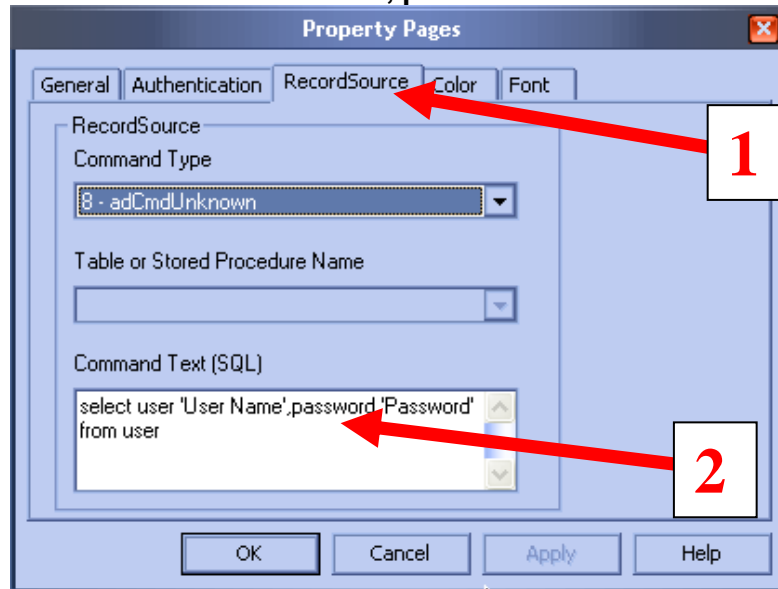 Property Pages
General Authentication RecordSource Color Font
RecordSource
Command Type
8 - adCmdUnknown
Table or Stored Procedure Name
Command Text (SQL)
select user 'User Name',password 'Password'
from user
OK Cancel Apply Help
1
2